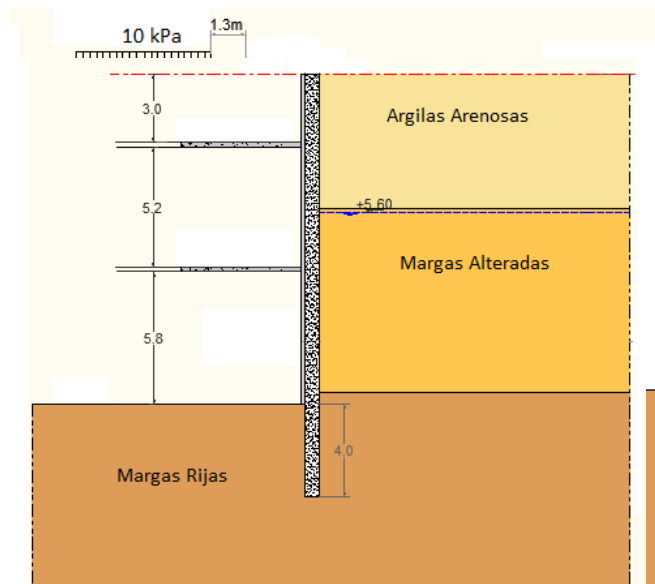 1.3m
10 kPa
3.0
Argilas Arenosas
+5.60
5.2
Margas Alteradas
5.8
4.0
Margas Rijas